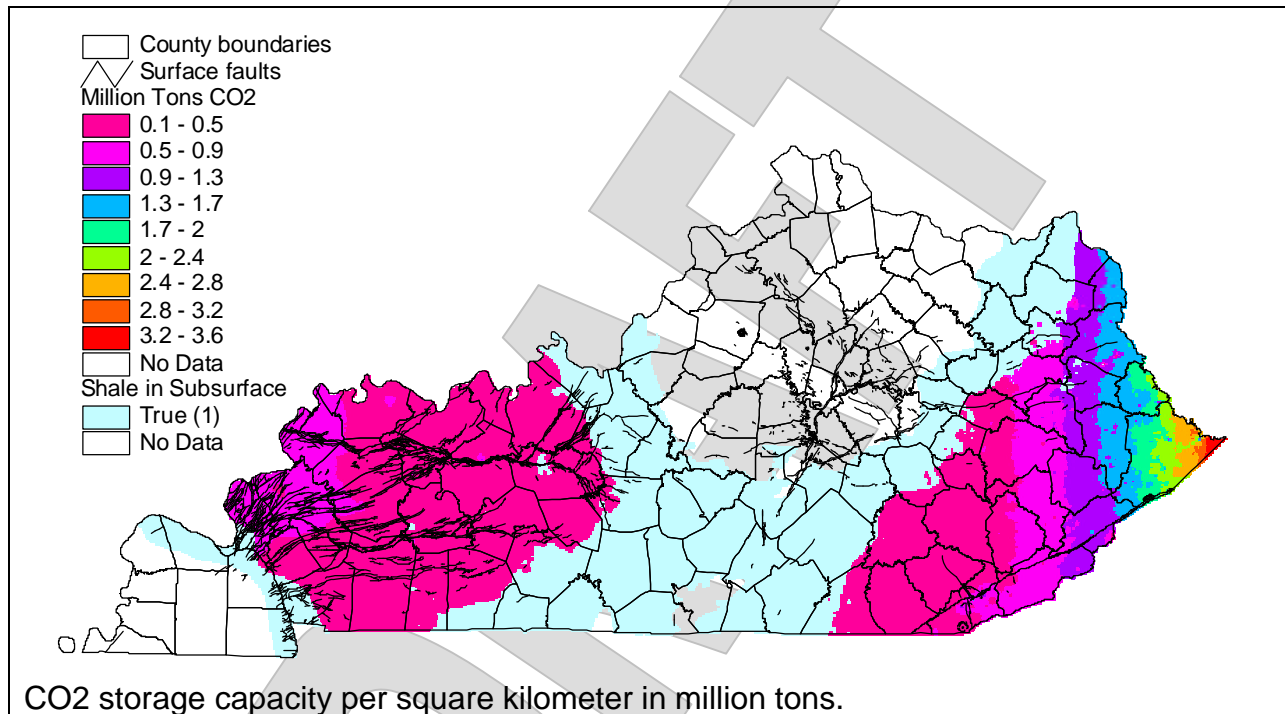 County boundaries
Surface faults
Million Tons CO2
0.1 - 0.5
0.5 - 0.9
0.9 - 1.3
1.3 - 1.7
1.7 - 2
2 - 2.4
2.4 - 2.8
2.8 - 3.2
3.2 - 3.6
No Data
Shale in Subsurface
True (1)
No Data
CO2 storage capacity per square kilometer in million tons.